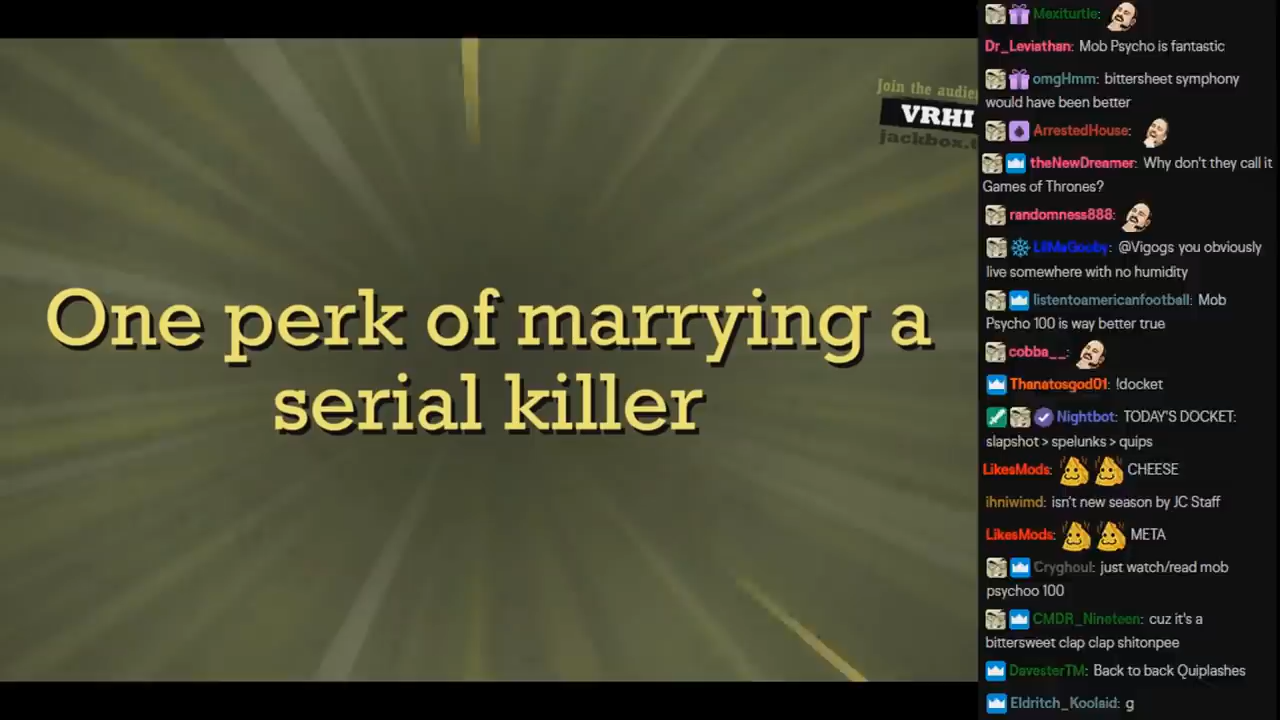 Join the audie
VRHI
jackbox.t
One perk of marrying a
serial killer
Mexiturtle:
Dr_Leviathan: Mob Psycho is fantastic
omgHmm: bittersheet symphony
would have been better
ArrestedHouse:
theNewDreamer: Why don't they call it
Games of Thrones?
randomness888:
LilMaGooby: @Vigogs you obviously
live somewhere with no humidity
listentoamericanfootball: Mob
Psycho 100 is way better true
cobba__:
Thanatosgod01: !docket
Nightbot: TODAY'S DOCKET:
slapshot > spelunks > quips
LikesMods: CHEESE
ihniwimd: isn't new season by JC Staff
LikesMods: META
Cryghoul: just watch/read mob
psychoo 100
CMDR_Nineteen: cuz it's a
bittersweet clap clap shitonpee
DavesterTM: Back to back Quiplashes
Eldritch_Koolaid: g